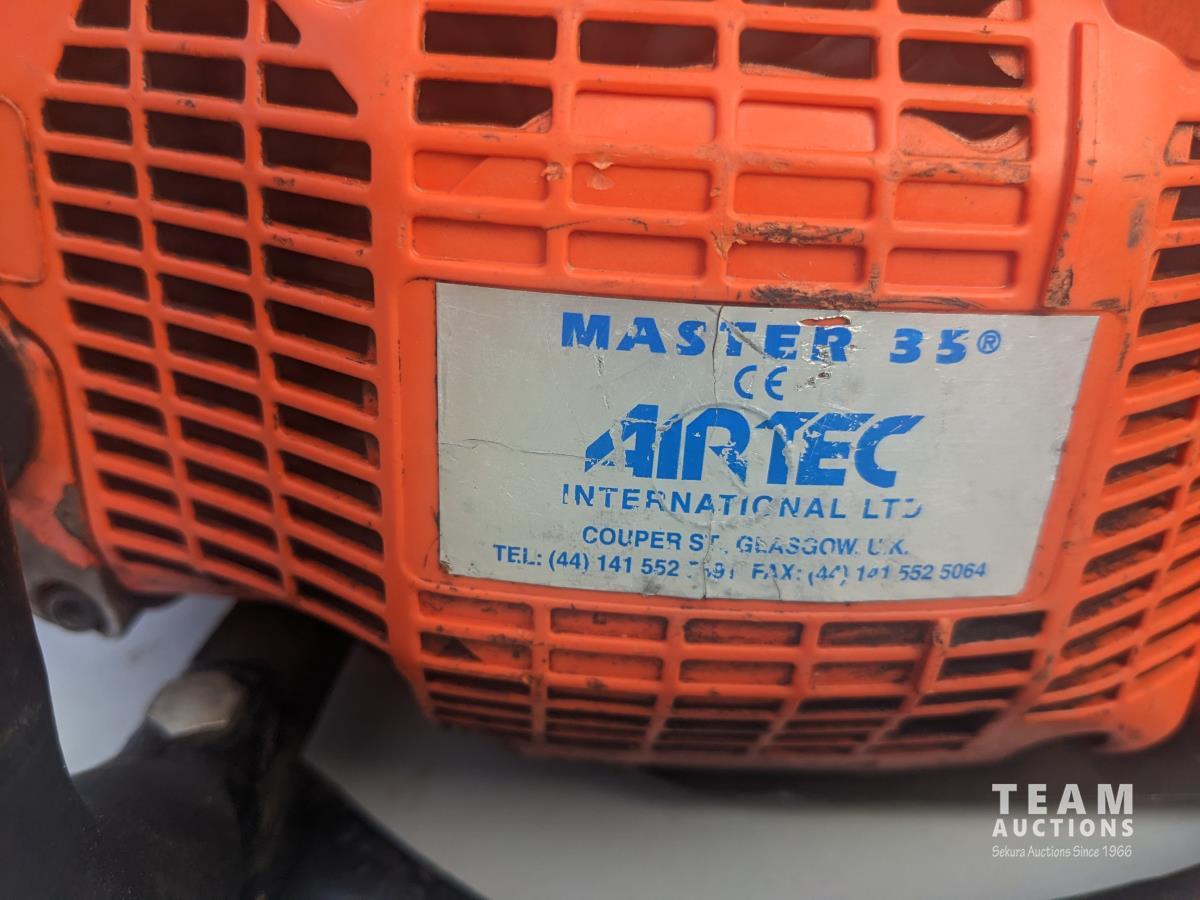 MASTER 35®
CE
AIRTEC
INTERNATIONAL LTD
COUPER ST. GLASGOW. U.K.
TEL: (44) 141 552 FAX: (44) 141 552 5064
TEAM
AUCTIONS
Sekura Auctions Since 1966